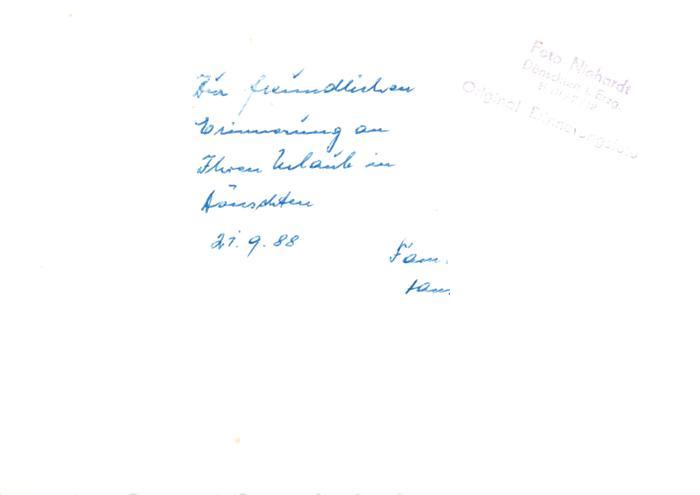 Zur freundlichen
Erinnerung an
Ihren Urlaub in
Dönschten
21.9.88
Fam.
Foto Niehardt
Dönschten i. Erzg.
Original Erinnerungsfoto